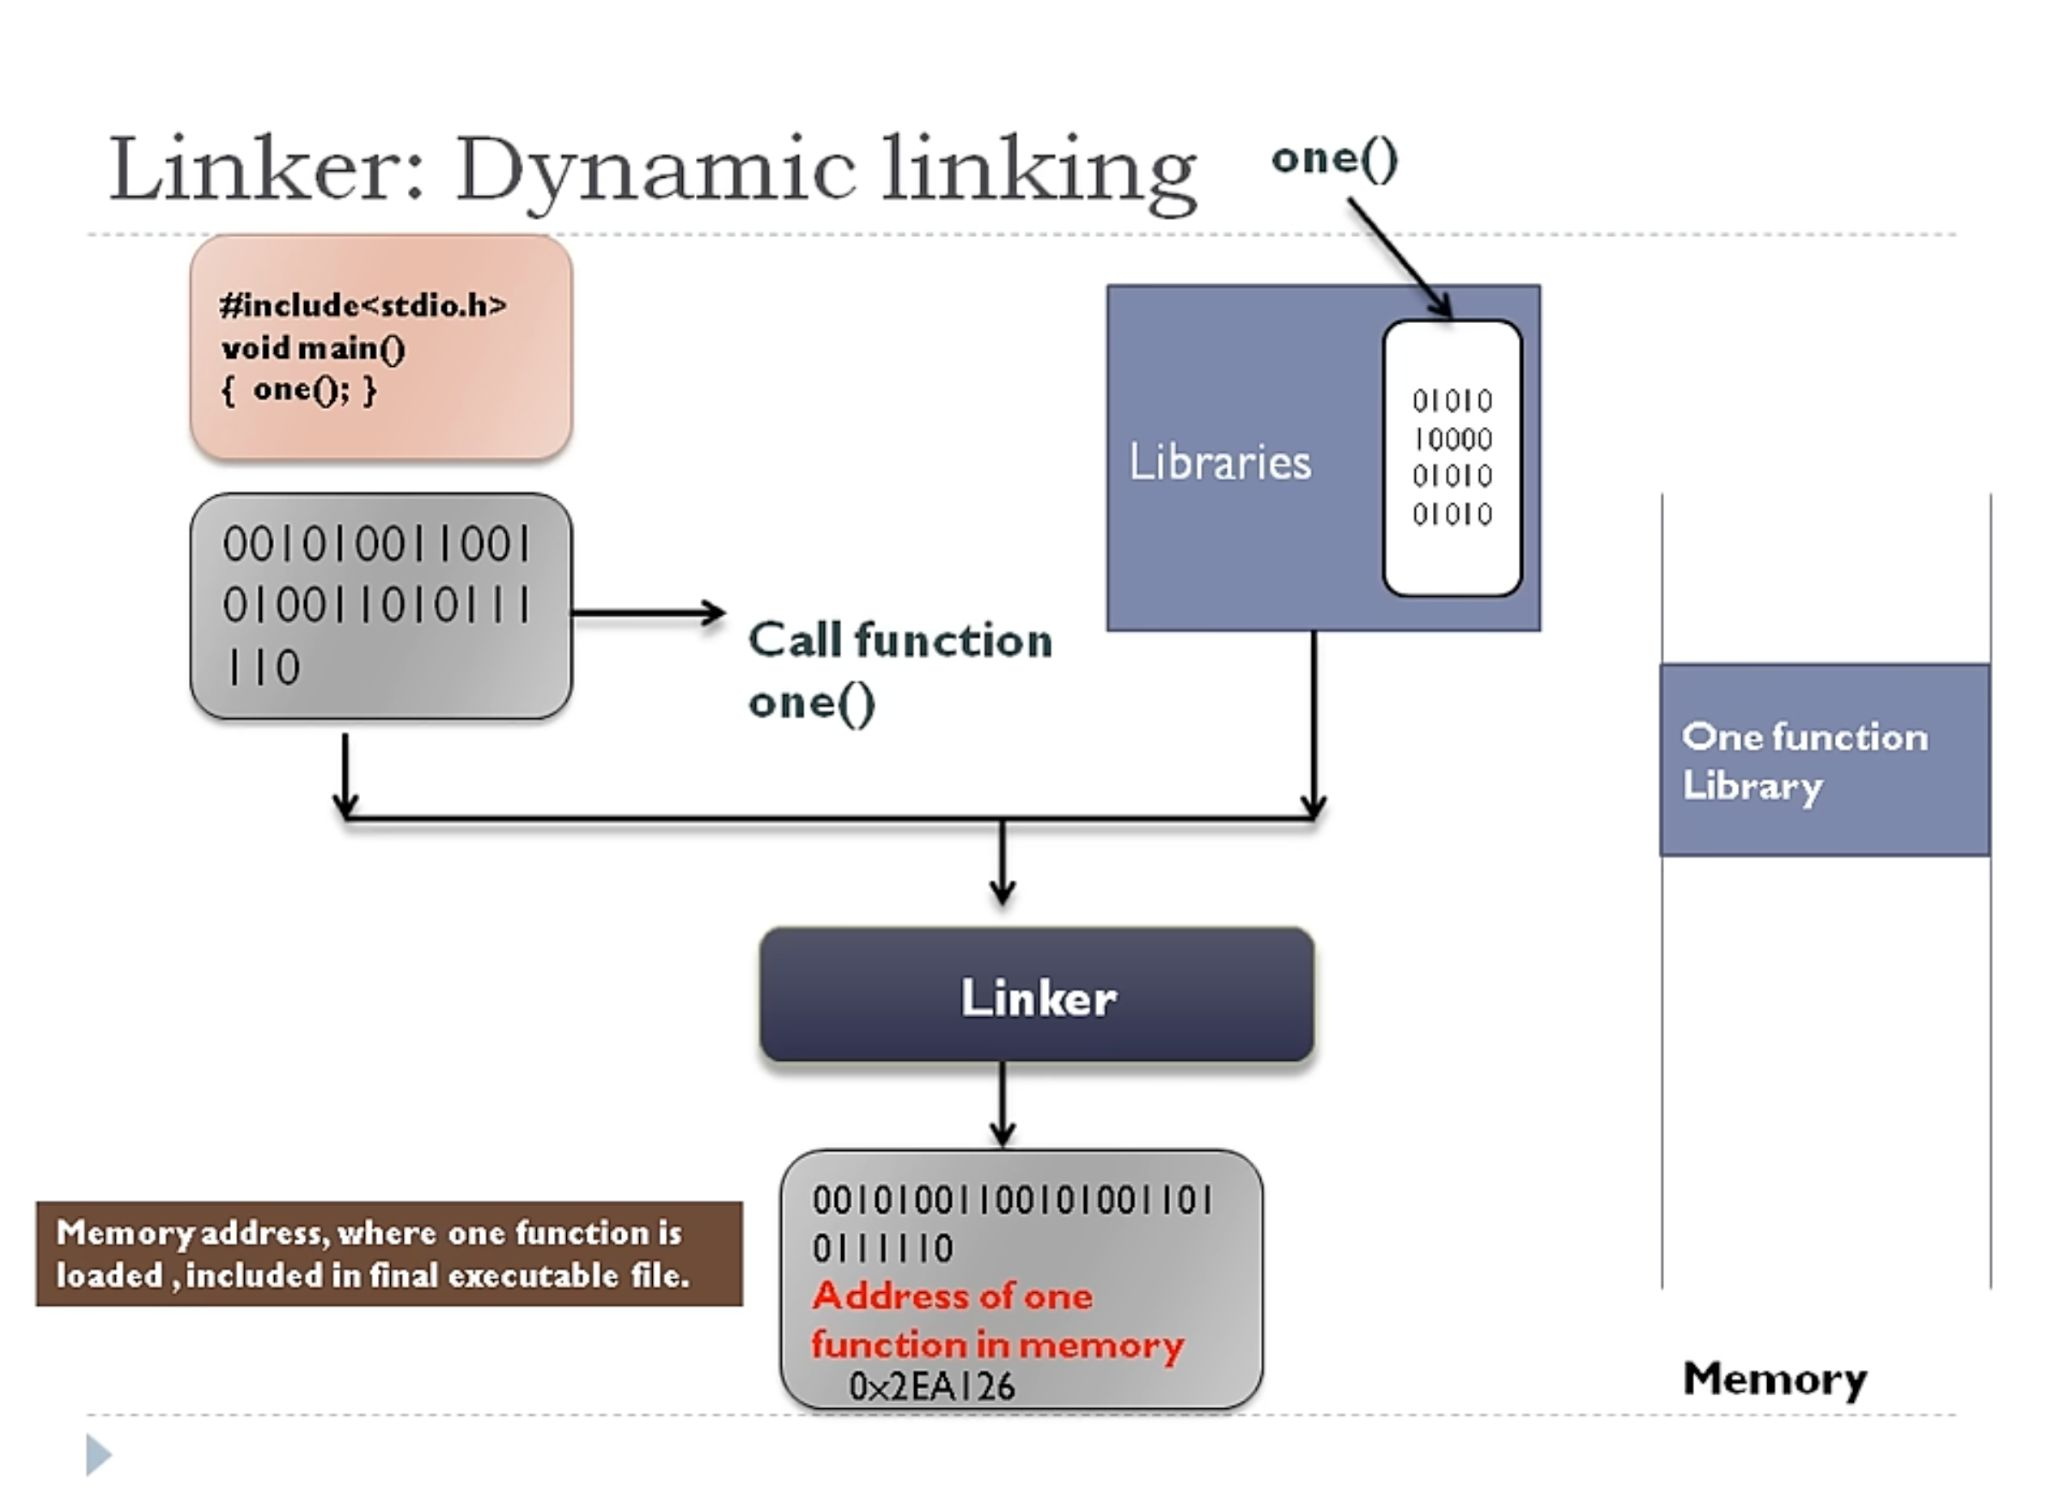 Linker: Dynamic linking
one()
#include<stdio.h>
void main()
{ one(); }
001010011001
010011010111
110
Call function
one()
Libraries
01010
10000
01010
01010
One function
Library
Linker
Memory address, where one function is
loaded , included in final executable file.
00101001100101001101
0111110
Address of one
function in memory
0x2EA126
Memory